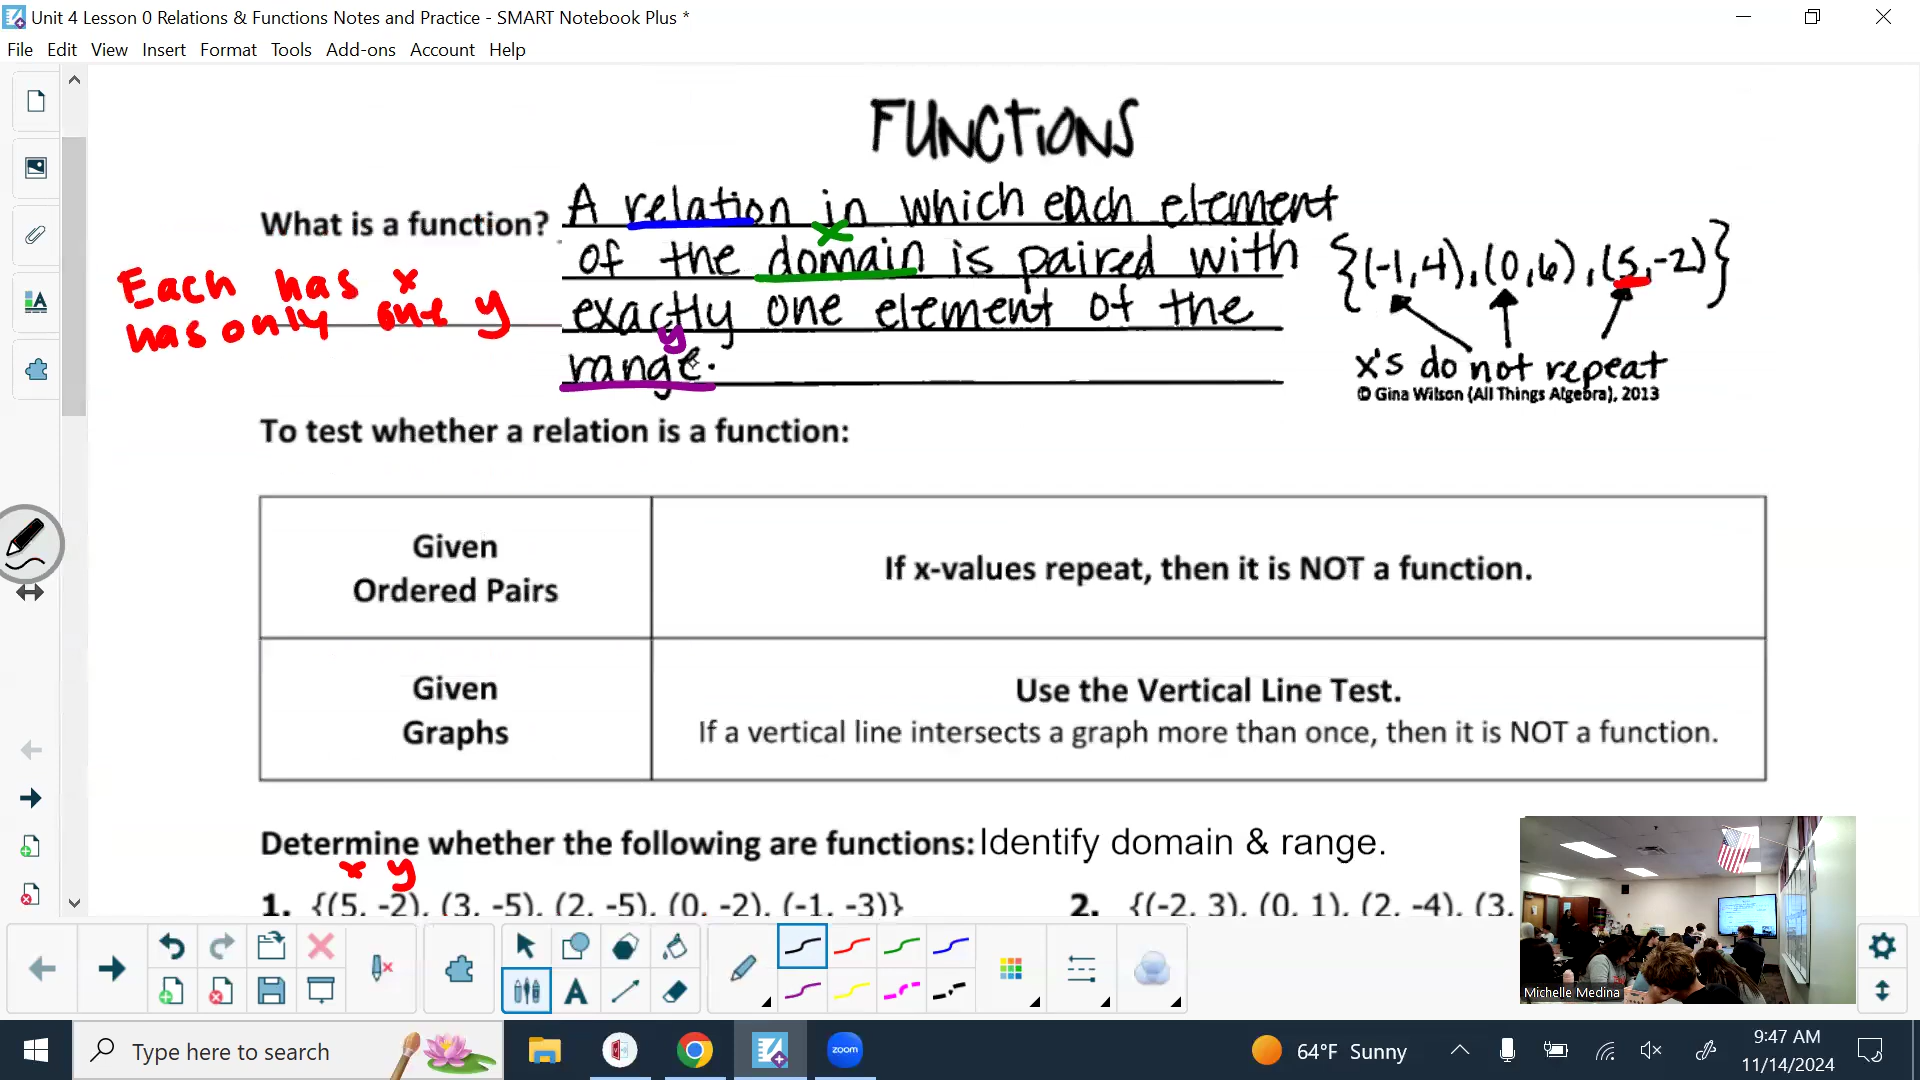 Unit 4 Lesson 0 Relations & Functions Notes and Practice - SMART Notebook Plus *
File Edit View Insert Format Tools Add-ons Account Help
FUNCTIONS
What is a function? A relation in which each element
x
of the domain is paired with
exactly one element of the
y
range.
Each has x
has only one y
{(-1,4),(0,6),(5,-2)}
x's do not repeat
© Gina Wilson (All Things Algebra), 2013
To test whether a relation is a function:
Given
Ordered Pairs
If x-values repeat, then it is NOT a function.
Given
Graphs
Use the Vertical Line Test.
If a vertical line intersects a graph more than once, then it is NOT a function.
Determine whether the following are functions: Identify domain & range.
x y
1. {(5, -2), (3, -5), (2, -5), (0, -2), (-1, -3)}
2. {(-2, 3), (0, 1), (2, -4), (3,
Michelle Medina
A
Type here to search
zoom
64°F Sunny
9:47 AM
11/14/2024